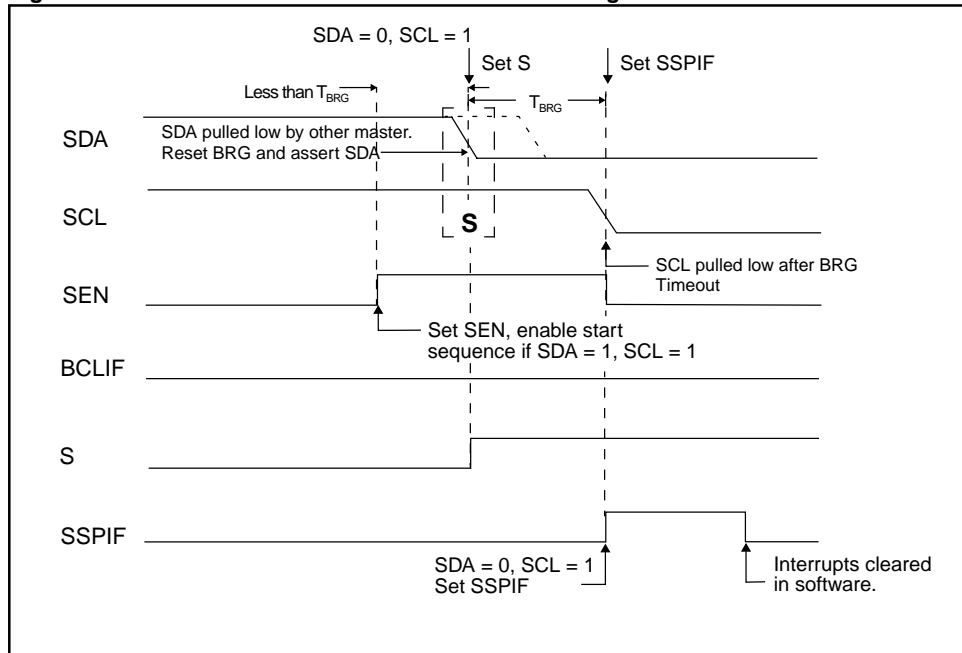 SDA = 0, SCL = 1
Set S
Set SSPIF
Less than TBRG
TBRG
SDA
SDA pulled low by other master.
Reset BRG and assert SDA
SCL
S
SCL pulled low after BRG
Timeout
SEN
Set SEN, enable start
sequence if SDA = 1, SCL = 1
BCLIF
S
SSPIF
SDA = 0, SCL = 1
Set SSPIF
Interrupts cleared
in software.